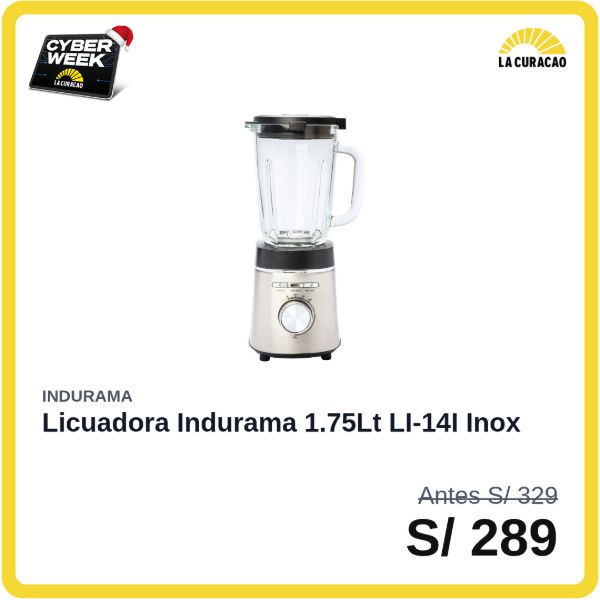 CYBER
WEEK
LA CURACAO
LA CURACAO
INDURAMA
Licuadora Indurama 1.75Lt LI-14I Inox
Antes S/ 329
S/ 289